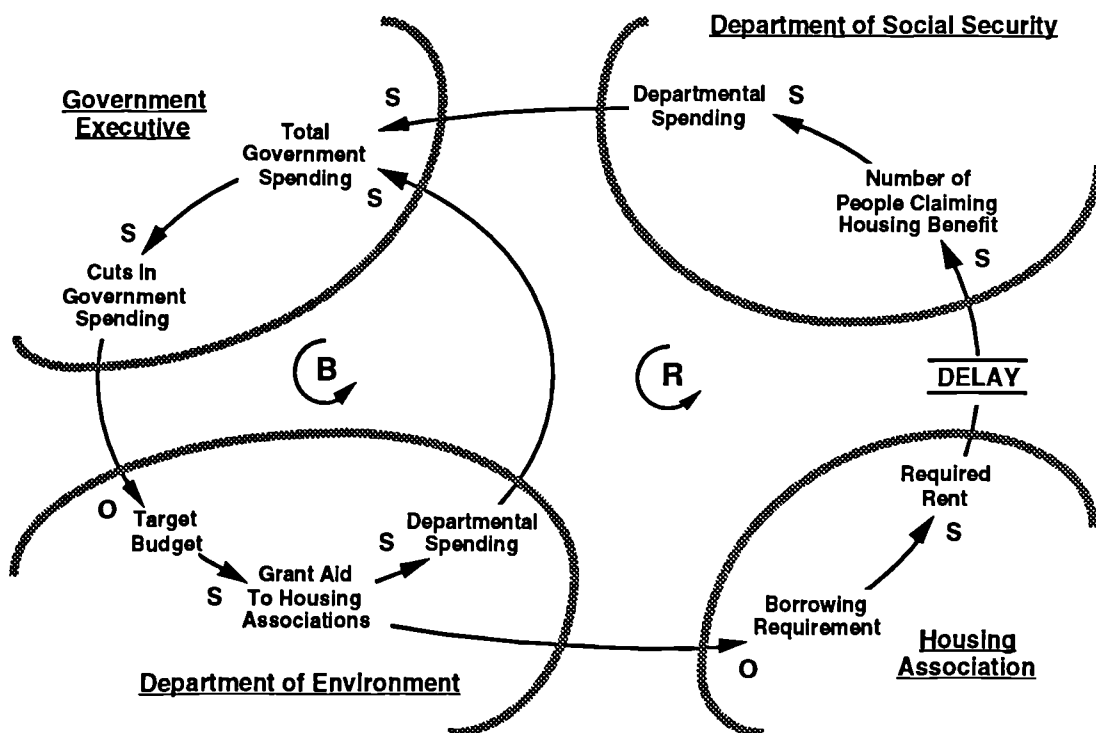 Department of Social Security
Government
Executive
S
Departmental
Spending
S
Total
Government
Spending
S
Number of
People Claiming
Housing Benefit
S
S
Cuts In
Government
Spending
B
R
DELAY
O
Target
Budget
S
Grant Aid
To Housing
Associations
S
Departmental
Spending
Required
Rent
S
Borrowing
Requirement
O
Housing
Association
Department of Environment